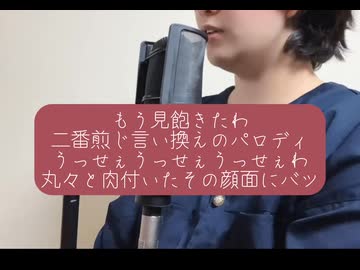 もう見飽きたわ
二番煎じ言い換えのパロディ
うっせぇうっせぇうっせぇわ
丸々と肉付いたその顔面にバツ